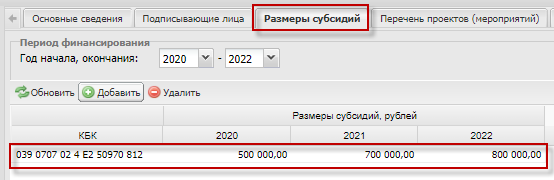 Основные сведения Подписывающие лица Размеры субсидий Перечень проектов (мероприятий)
Период финансирования
Год начала, окончания: 2020 - 2022
Обновить Добавить Удалить
Размеры субсидий, рублей
КБК 2020 2021 2022
039 0707 02 4 E2 50970 812 500 000,00 700 000,00 800 000,00